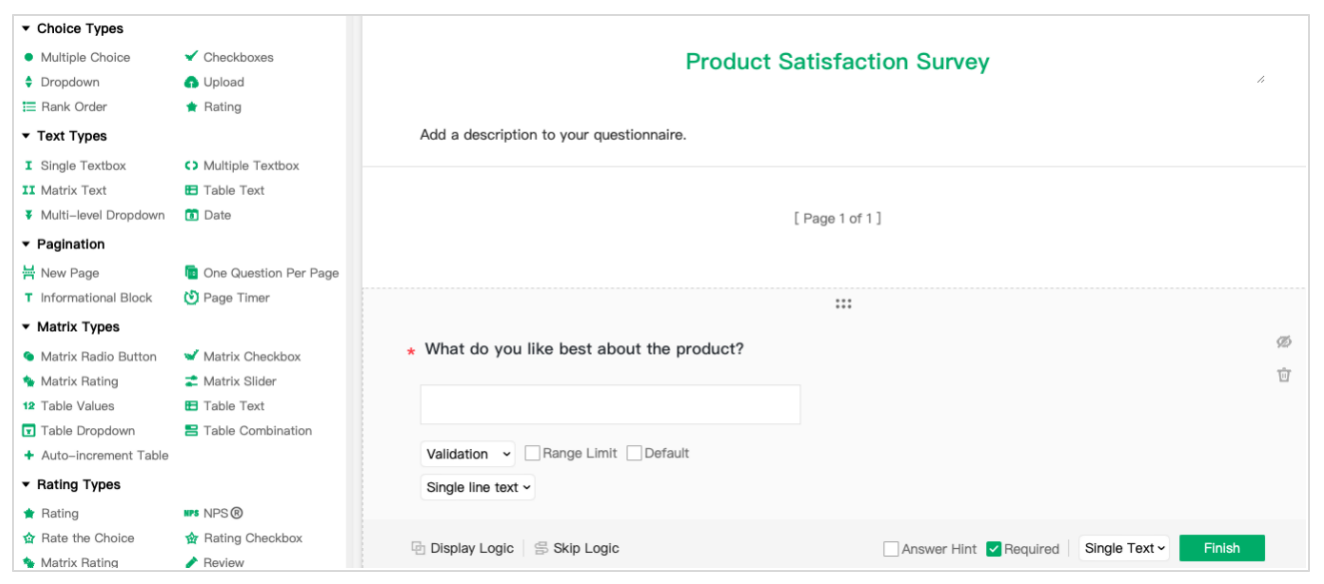 Choice Types
Multiple Choice
Checkboxes
Dropdown
Upload
Rank Order
Rating
Text Types
Single Textbox
Multiple Textbox
Matrix Text
Table Text
Multi-level Dropdown
Date
Pagination
New Page
One Question Per Page
Informational Block
Page Timer
Matrix Types
Matrix Radio Button
Matrix Checkbox
Matrix Rating
Matrix Slider
12 Table Values
Table Text
Table Dropdown
Table Combination
Auto-increment Table
Rating Types
Rating
NPS NPS®
Rate the Choice
Rating Checkbox
Matrix Rating
Review
Product Satisfaction Survey
Add a description to your questionnaire.
[ Page 1 of 1 ]
* What do you like best about the product?
Validation
Range Limit
Default
Single line text
Display Logic
Skip Logic
Answer Hint
Required
Single Text
Finish